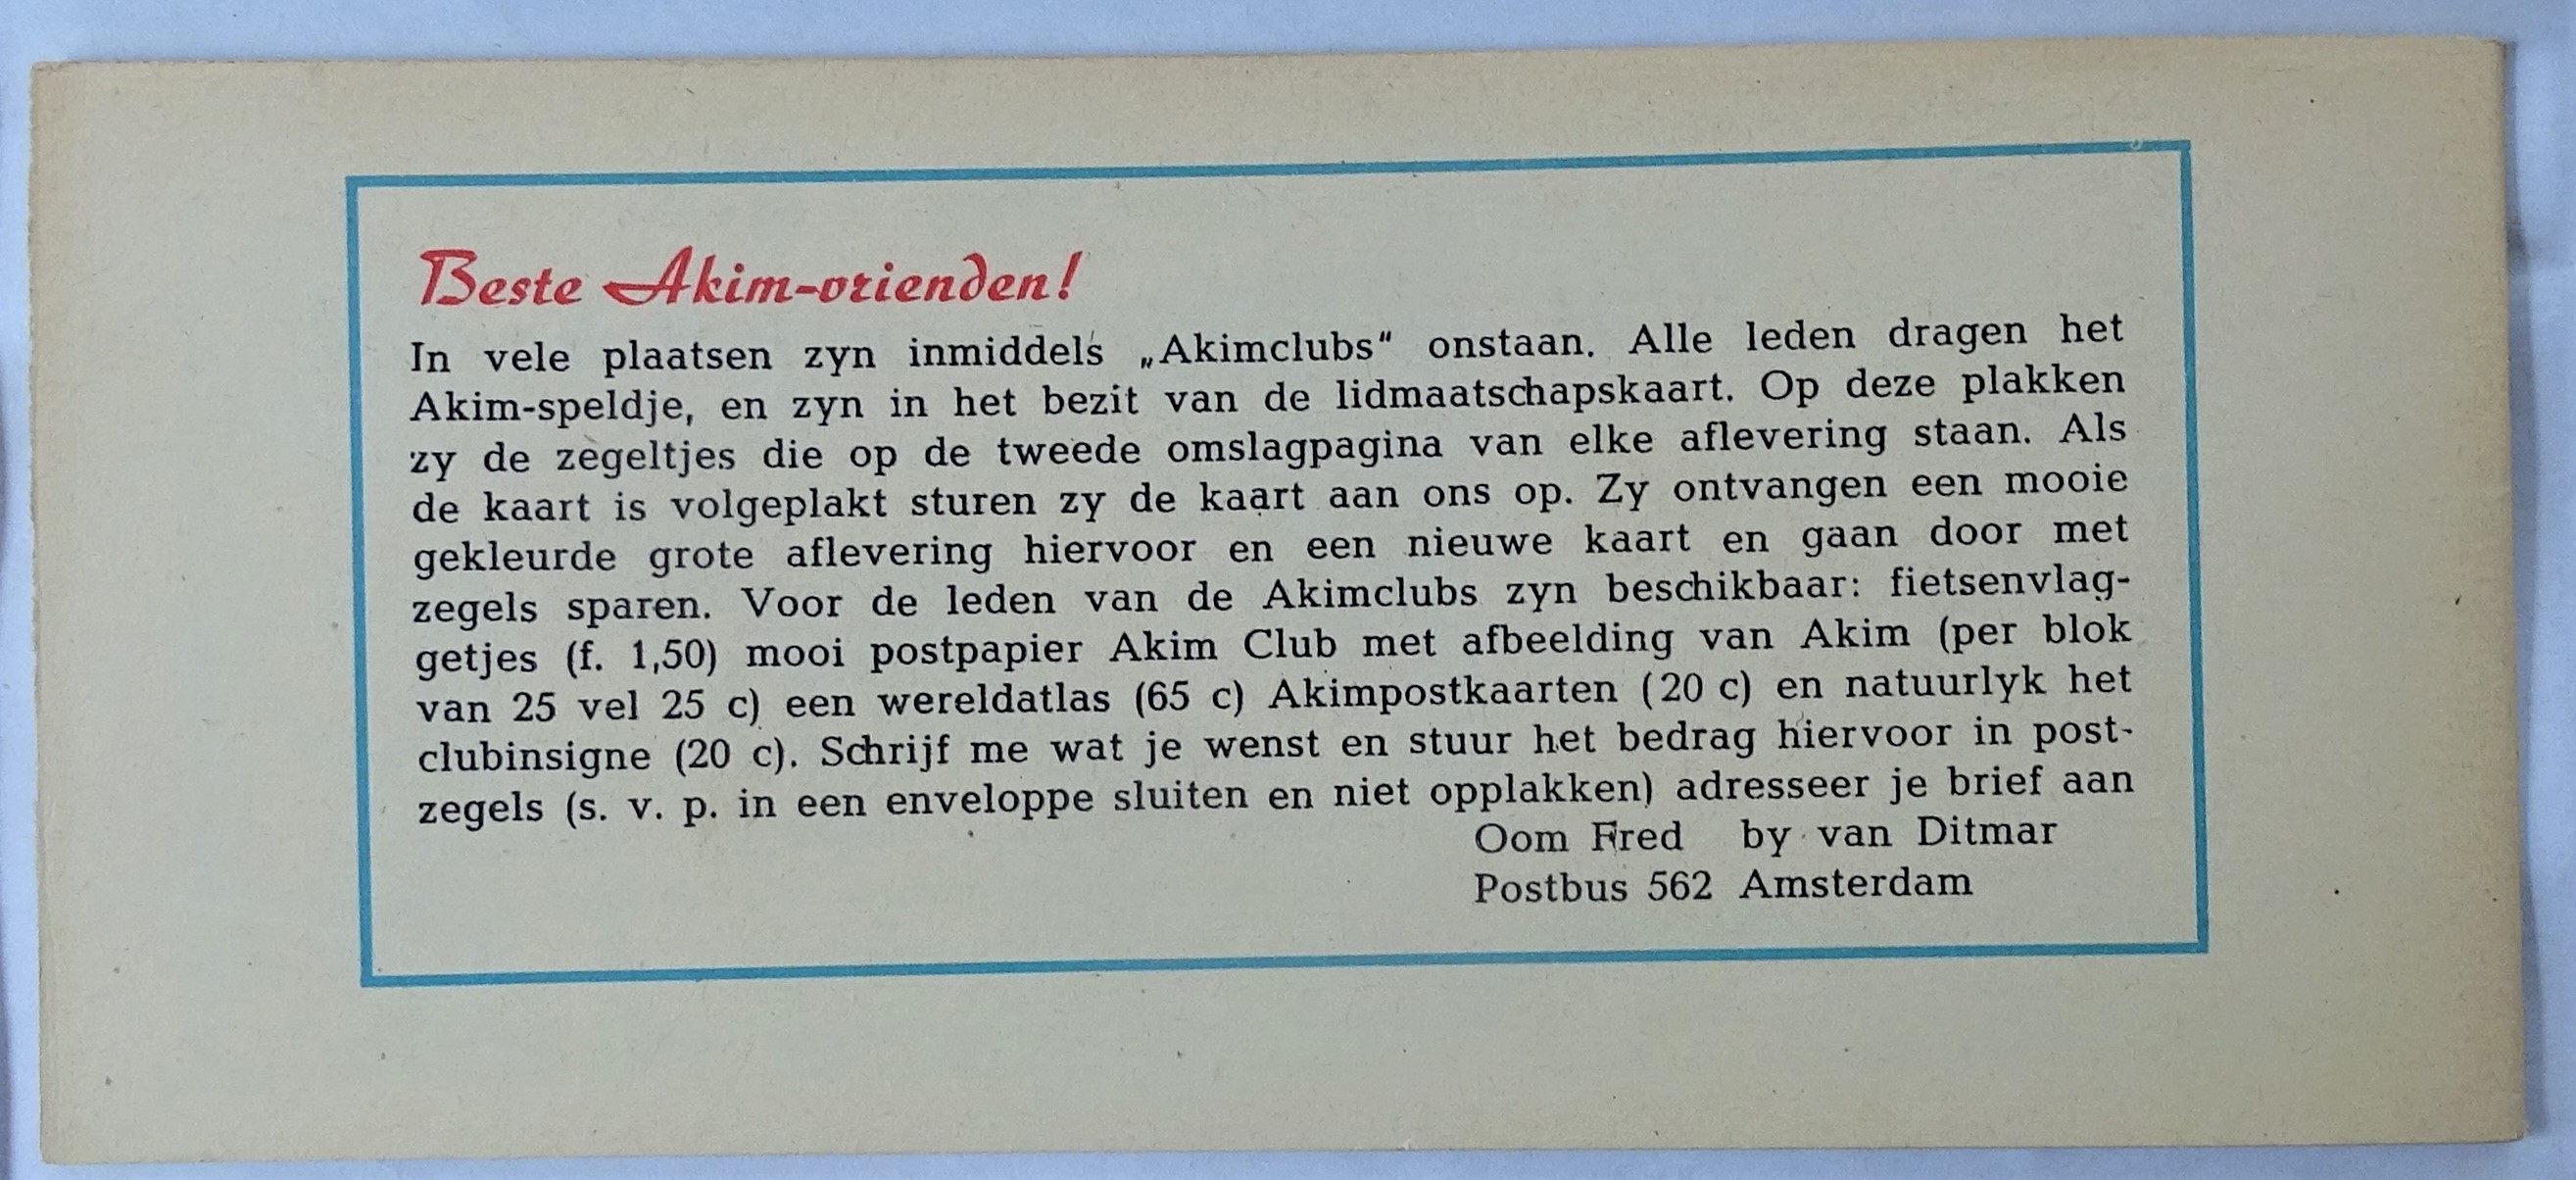 Beste Akim-vrienden!
In vele plaatsen zyn inmiddels „Akimclubs“ onstaan. Alle leden dragen het
Akim-speldje, en zyn in het bezit van de lidmaatschapskaart. Op deze plakken
zy de zegeltjes die op de tweede omslagpagina van elke aflevering staan. Als
de kaart is volgeplakt sturen zy de kaart aan ons op. Zy ontvangen een mooie
gekleurde grote aflevering hiervoor en een nieuwe kaart en gaan door met
zegels sparen. Voor de leden van de Akimclubs zyn beschikbaar: fietsenvlag-
getjes (f. 1,50) mooi postpapier Akim Club met afbeelding van Akim (per blok
van 25 vel 25 c) een wereldatlas (65 c) Akimpostkaarten (20 c) en natuurlyk het
clubinsigne (20 c). Schrijf me wat je wenst en stuur het bedrag hiervoor in post-
zegels (s. v. p. in een enveloppe sluiten en niet opplakken) adresseer je brief aan
Oom Fred by van Ditmar
Postbus 562 Amsterdam